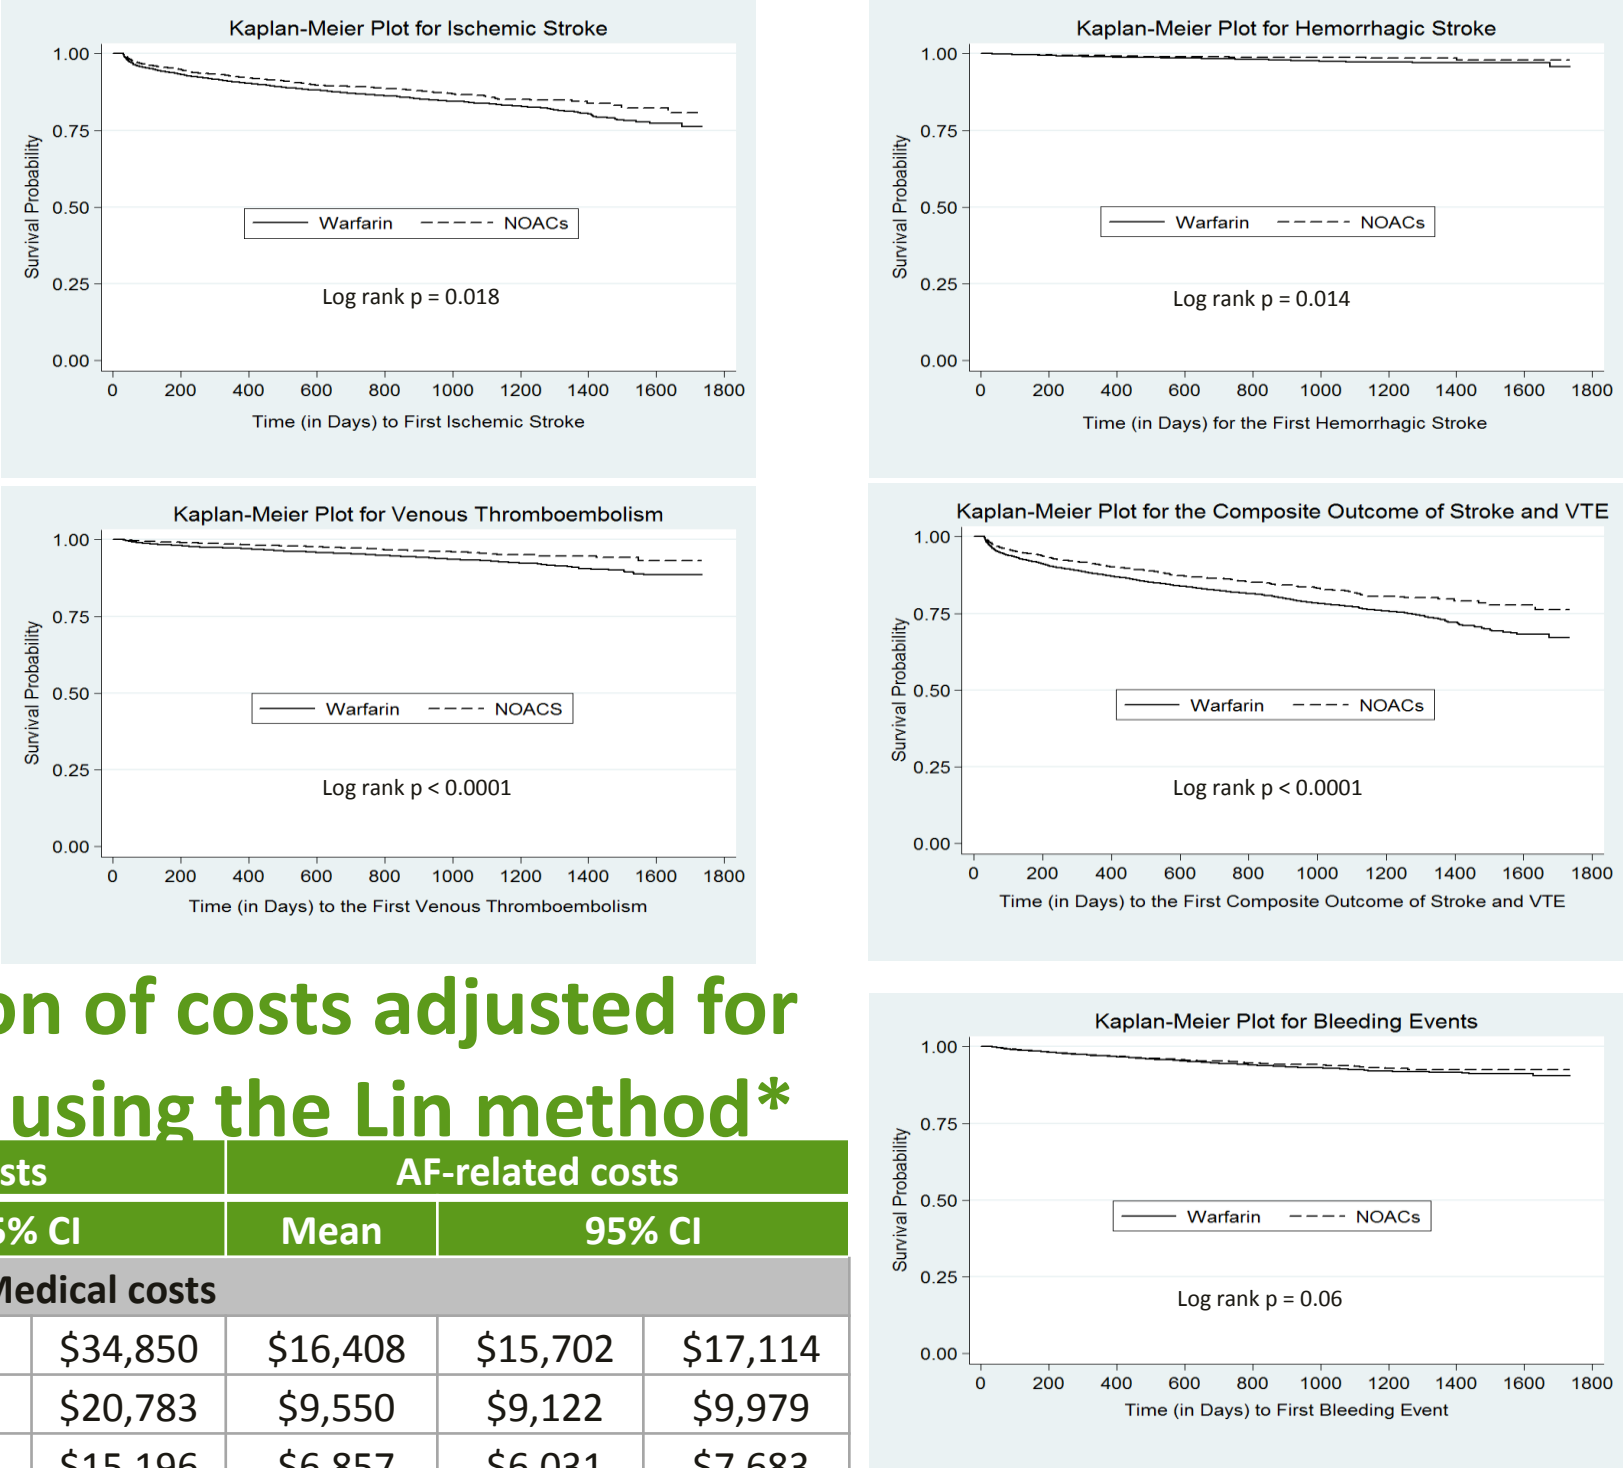 Kaplan-Meier Plot for Ischemic Stroke
Survival Probability
1.00
0.75
0.50
0.25
0.00
Warfarin NOACs
Log rank p = 0.018
0 200 400 600 800 1000 1200 1400 1600 1800
Time (in Days) to First Ischemic Stroke
Kaplan-Meier Plot for Hemorrhagic Stroke
Survival Probability
1.00
0.75
0.50
0.25
0.00
Warfarin NOACs
Log rank p = 0.014
0 200 400 600 800 1000 1200 1400 1600 1800
Time (in Days) for the First Hemorrhagic Stroke
Kaplan-Meier Plot for Venous Thromboembolism
Survival Probability
1.00
0.75
0.50
0.25
0.00
Warfarin NOACS
Log rank p < 0.0001
0 200 400 600 800 1000 1200 1400 1600 1800
Time (in Days) to the First Venous Thromboembolism
Kaplan-Meier Plot for the Composite Outcome of Stroke and VTE
Survival Probability
1.00
0.75
0.50
0.25
0.00
Warfarin NOACs
Log rank p < 0.0001
0 200 400 600 800 1000 1200 1400 1600 1800
Time (in Days) to the First Composite Outcome of Stroke and VTE
on of costs adjusted for
using the Lin method*
sts AF-related costs
5% CI Mean 95% CI
Medical costs
$34,850 $16,408 $15,702 $17,114
$20,783 $9,550 $9,122 $9,979
$15,196 $6,857 $6,031 $7,683
Kaplan-Meier Plot for Bleeding Events
Survival Probability
1.00
0.75
0.50
0.25
0.00
Warfarin NOACs
Log rank p = 0.06
0 200 400 600 800 1000 1200 1400 1600 1800
Time (in Days) to First Bleeding Event